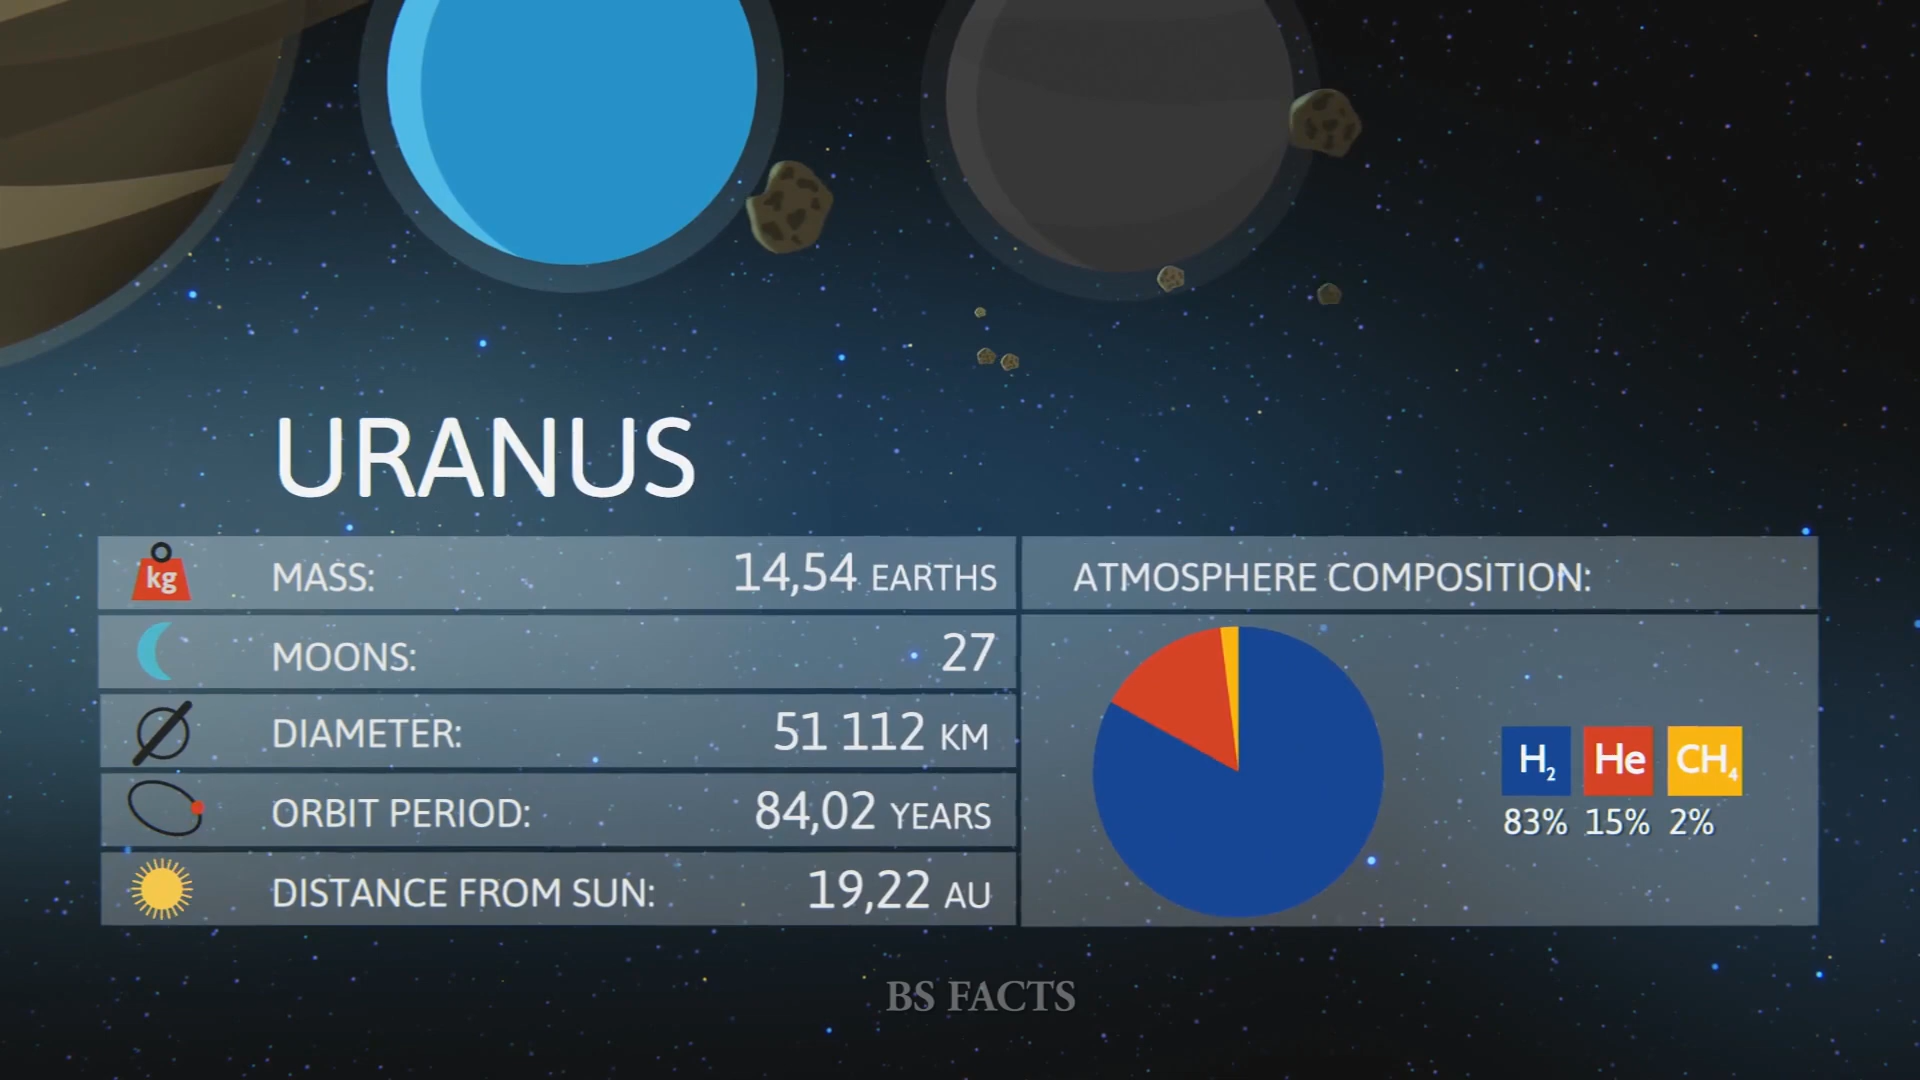 URANUS
kg MASS: 14,54 EARTHS
MOONS: 27
DIAMETER: 51 112 KM
ORBIT PERIOD: 84,02 YEARS
DISTANCE FROM SUN: 19,22 AU
ATMOSPHERE COMPOSITION:
H₂ He CH₄
83% 15% 2%
BS FACTS